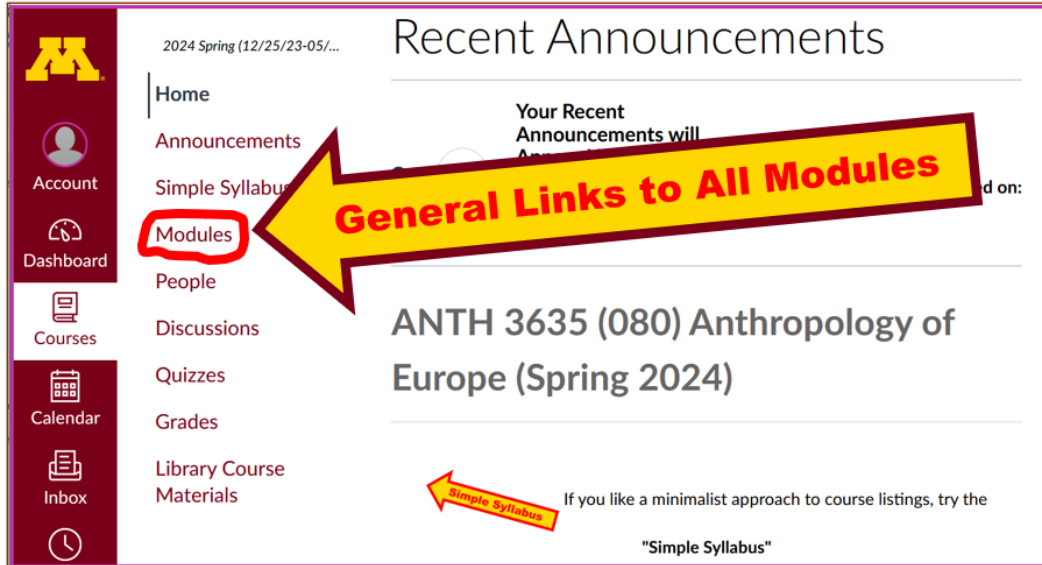 M
Account
Dashboard
Courses
Calendar
Inbox
2024 Spring (12/25/23-05/...
Home
Announcements
Simple Syllabus
Modules
People
Discussions
Quizzes
Grades
Library Course
Materials
Recent Announcements
Your Recent
Announcements will
ed on:
General Links to All Modules
ANTH 3635 (080) Anthropology of
Europe (Spring 2024)
Simple Syllabus
If you like a minimalist approach to course listings, try the
"Simple Syllabus"